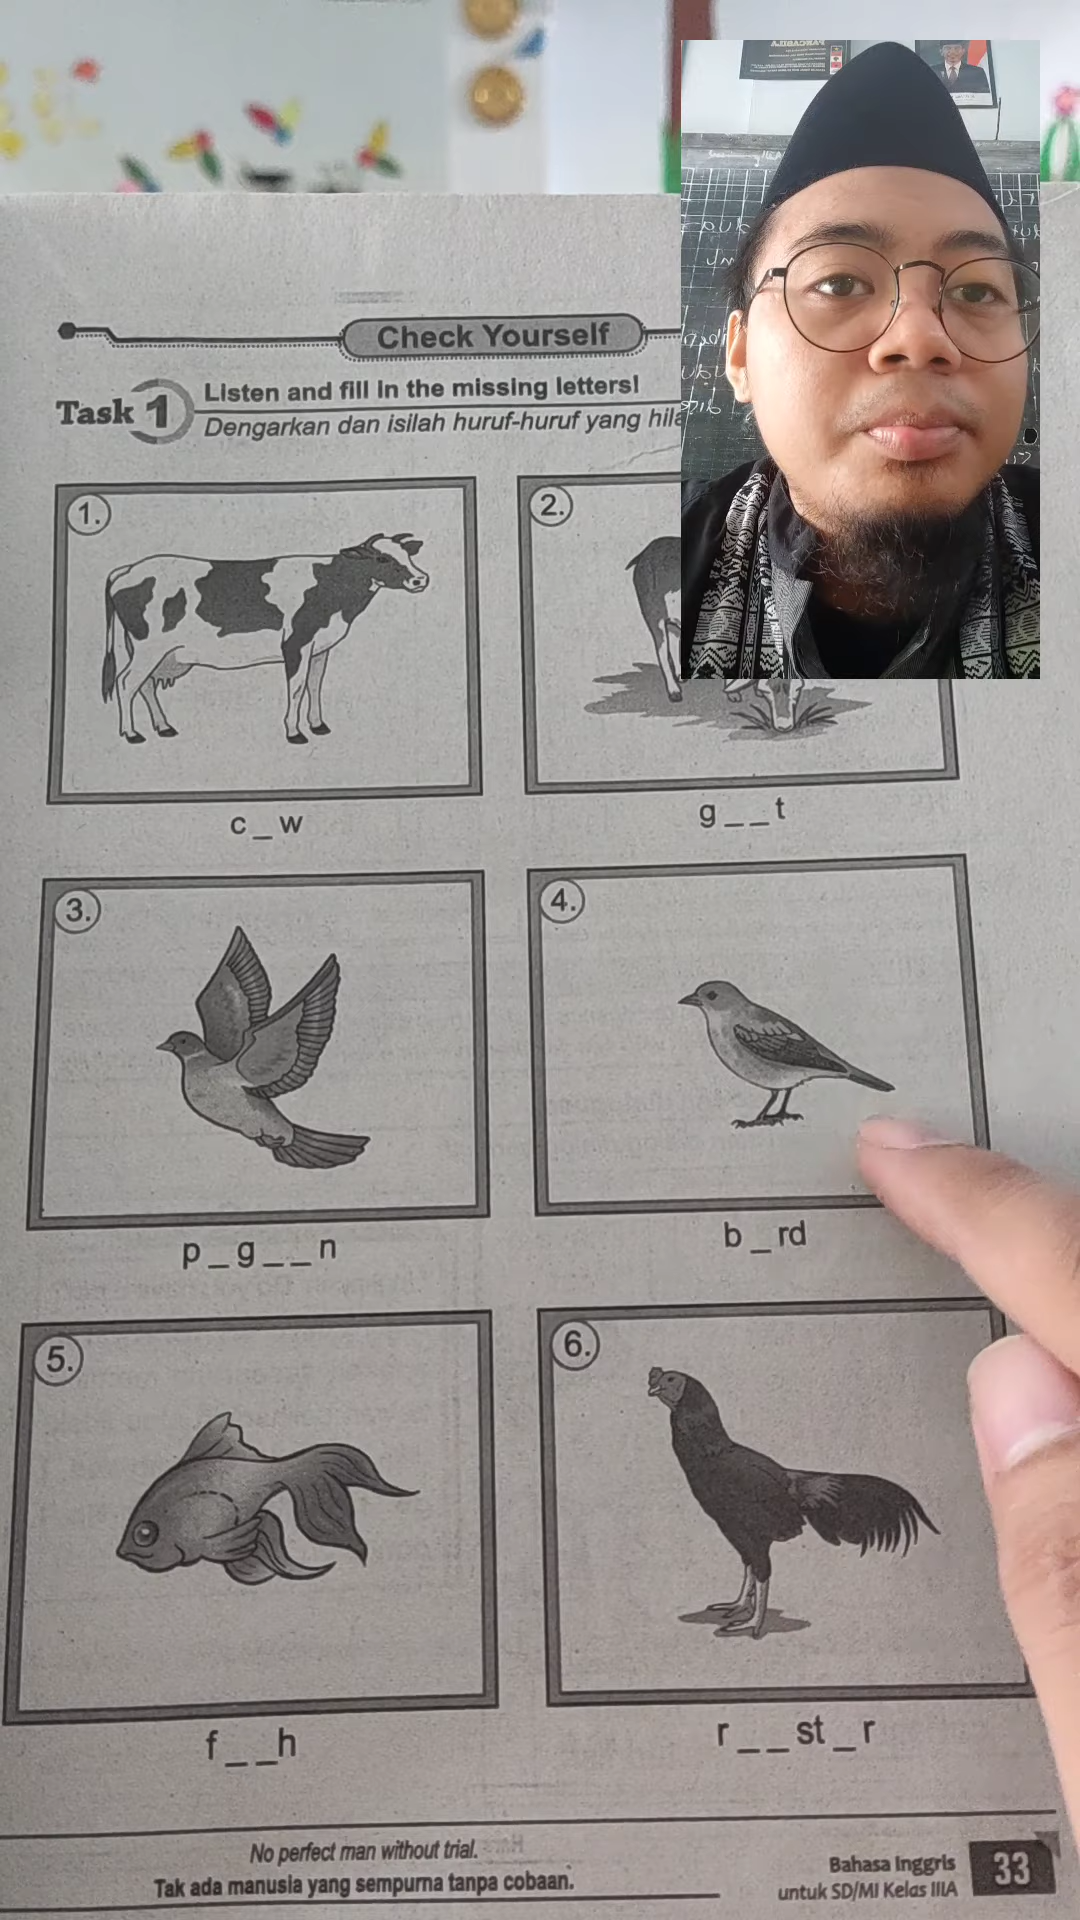 PANCASILA
Check Yourself
Task 1
Listen and fill in the missing letters!
Dengarkan dan isilah huruf-huruf yang
1.
2.
c _ w
g _ _ t
3.
4.
p _ g _ _ n
b _ rd
5.
6.
f _ _ h
r _ _ st _ r
No perfect man without trial.
Tak ada manusia yang sempurna tanpa cobaan.
Bahasa Inggris
untuk SD/MI Kelas IIIA
33